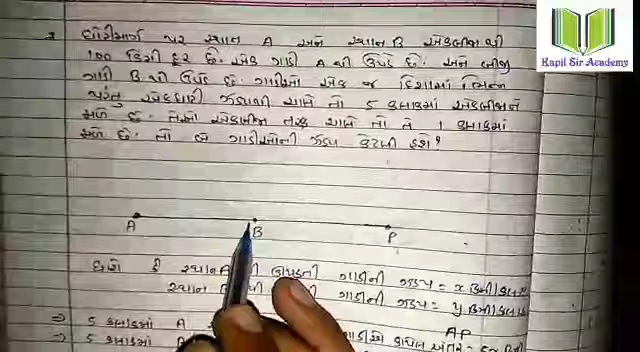 2 ધોરીમાર્ગ પર સ્થાન A અને સ્થાન B એકબીજાથી
100 કિમી દૂર છે. એક ગાડી A થી ઉપડે છે. અને બીજી
ગાડી B થી ઉપડે છે. ગાડીઓ એક જ દિશામાં ભિન્ન
પરંતુ એકધારી ઝડપથી ચાલે તો 5 કલાકમાં એકબીજાને
મળે છે. તેઓ એકબીજા તરફ ચાલે તો તે 1 કલાકમાં
મળે છે. તો બે ગાડીઓની ઝડપ કેટલી હશે?
Kapil Sir Academy
A B P
ધારો કે સ્થાન A ઉપડતી ગાડીની ઝડપ = x કિમી/કલાક
સ્થાન ગાડીની ઝડપ = y કિમી/કલાક
⇒ 5 કલાકમાં A ગાડીએ કાપેલ અંતર AP
⇒ 5 કલાકમાં